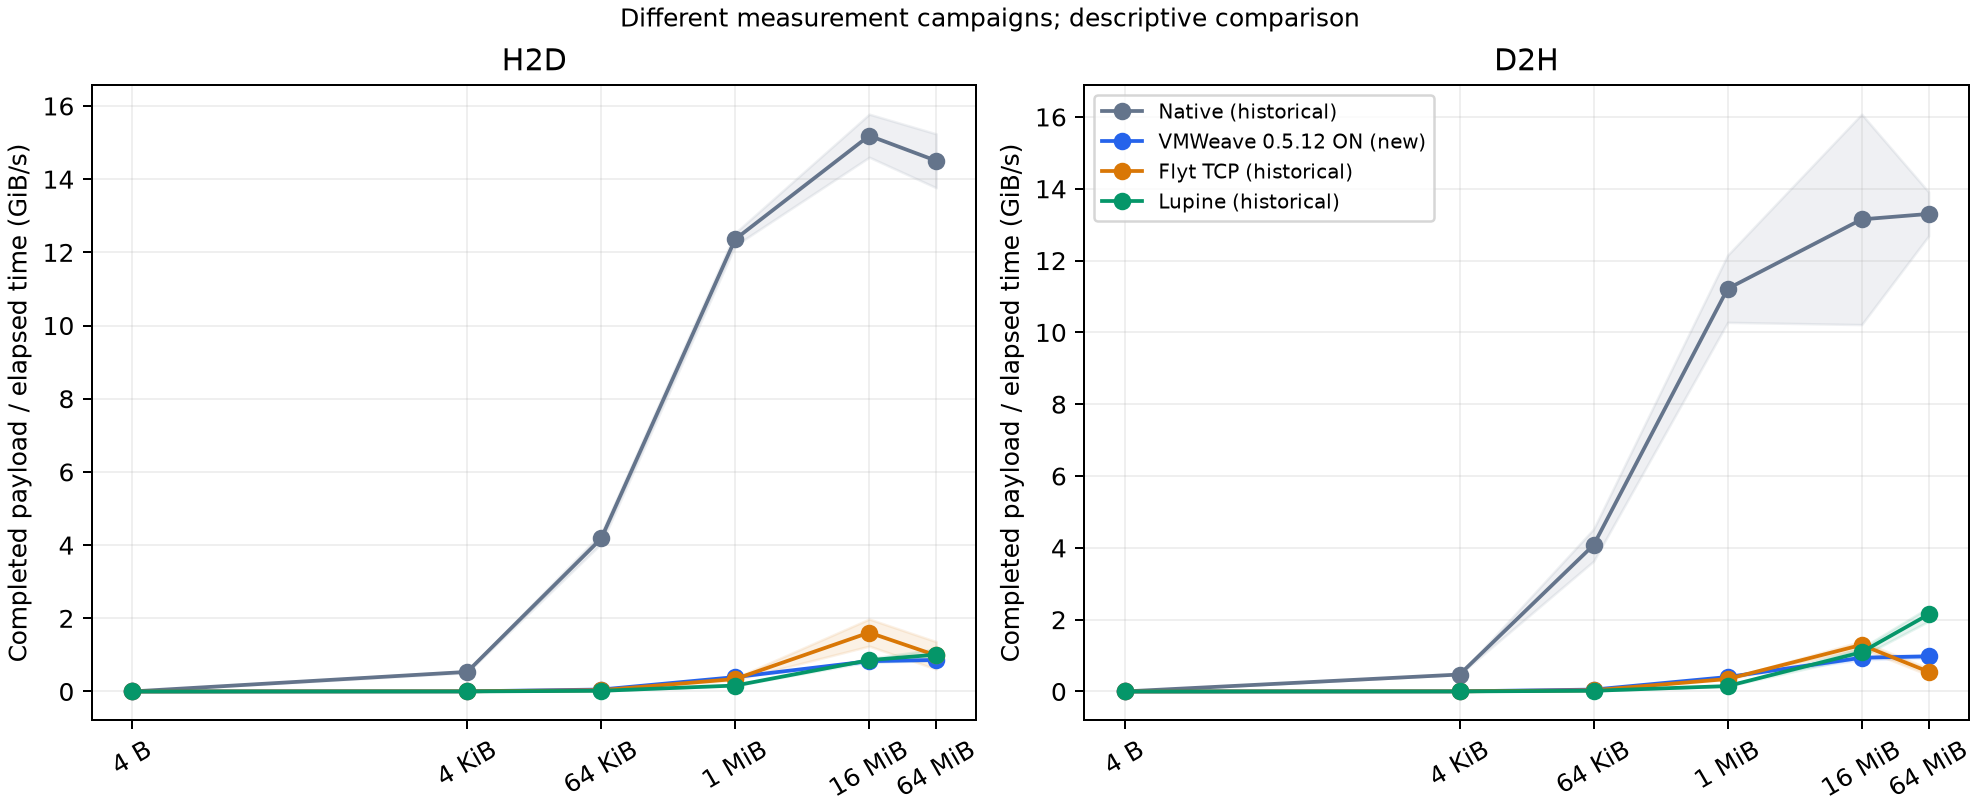 Different measurement campaigns; descriptive comparison
H2D
Completed payload / elapsed time (GiB/s)
16
14
12
10
8
6
4
2
0
4 B
4 KiB
64 KiB
1 MiB
16 MiB
64 MiB
D2H
Completed payload / elapsed time (GiB/s)
16
14
12
10
8
6
4
2
0
Native (historical)
VMWeave 0.5.12 ON (new)
Flyt TCP (historical)
Lupine (historical)
4 B
4 KiB
64 KiB
1 MiB
16 MiB
64 MiB